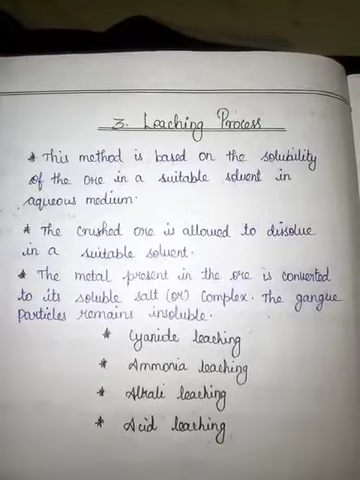 3. Leaching Process
* This method is based on the solubility
of the ore in a suitable solvent in
aqueous medium.
* The crushed ore is allowed to dissolve
in a suitable solvent.
* The metal present in the ore is converted
to its soluble salt (or) complex. The gangue
particles remains insoluble.
* Cyanide leaching
* Ammonia leaching
* Alkali leaching
* Acid leaching